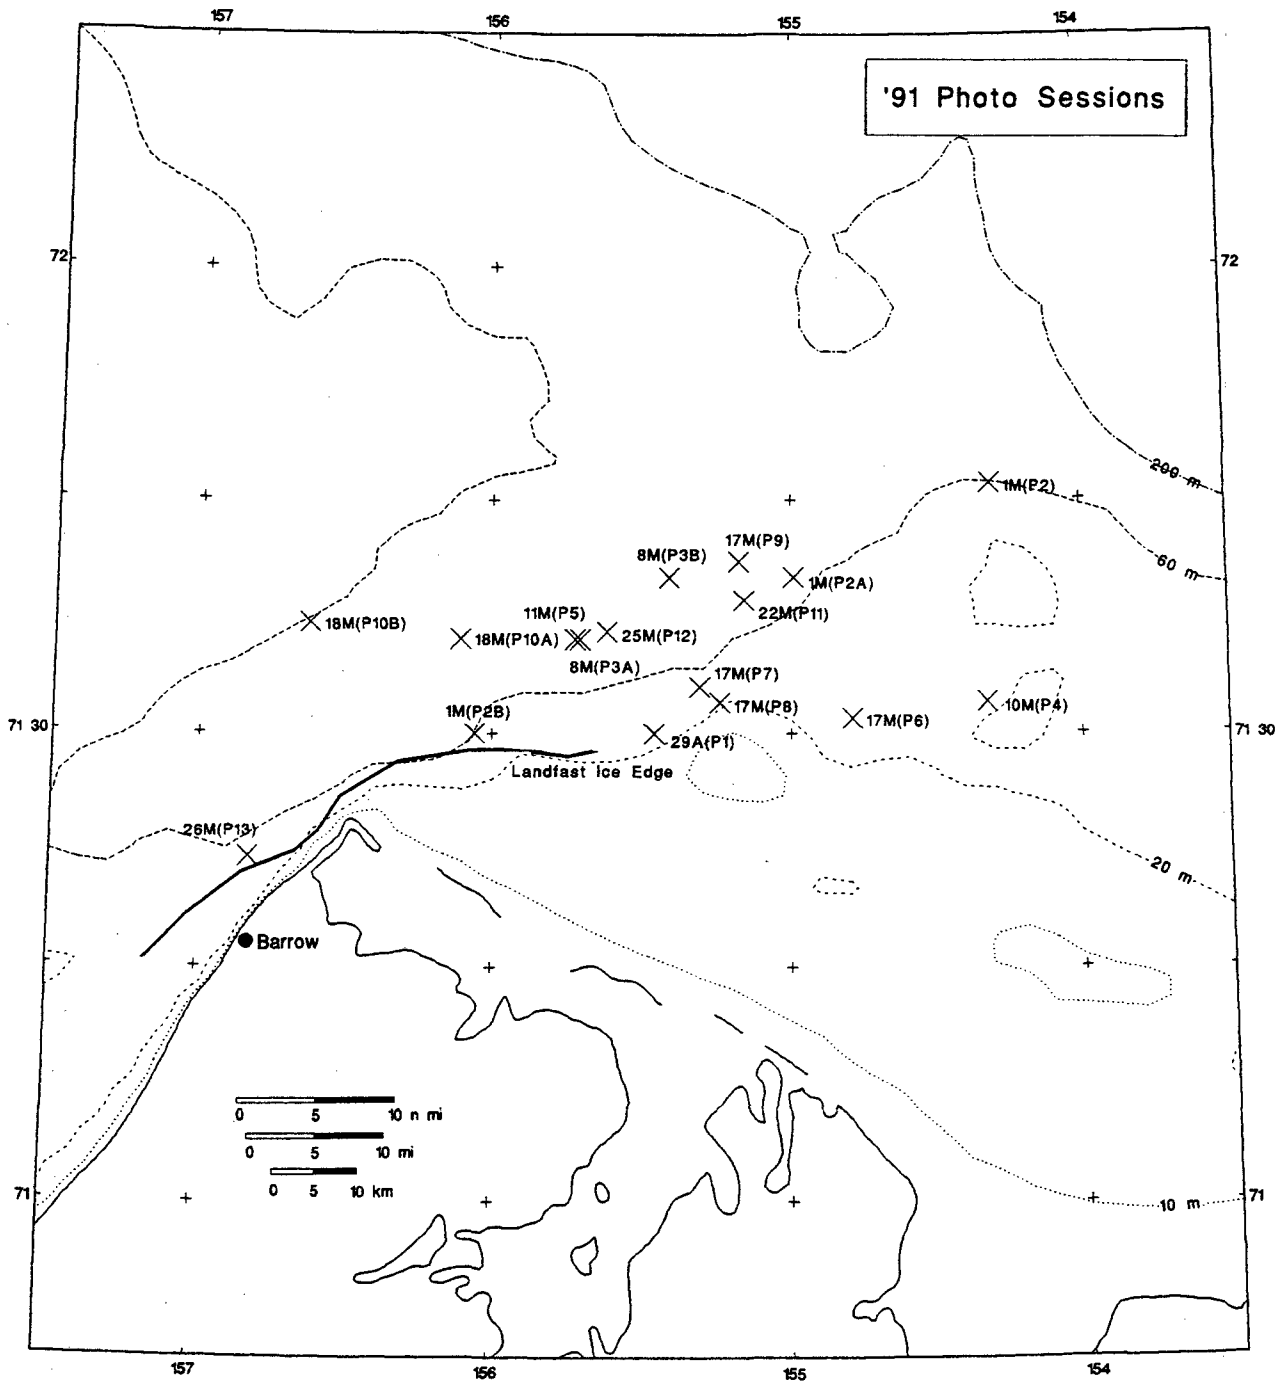 157
156
155
154
'91 Photo Sessions
72
72
200 m
1M(P2)
17M(P9)
8M(P3B)
60 m
1M(P2A)
11M(P5)
22M(P11)
18M(P10B)
18M(P10A)
25M(P12)
8M(P3A)
17M(P7)
1M(P2B)
17M(P8)
10M(P4)
71 30
17M(P6)
71 30
29A(P1)
Landfast Ice Edge
26M(P13)
20 m
Barrow
0 5 10 n mi
0 5 10 mi
0 5 10 km
71
71
10 m
157
156
155
154